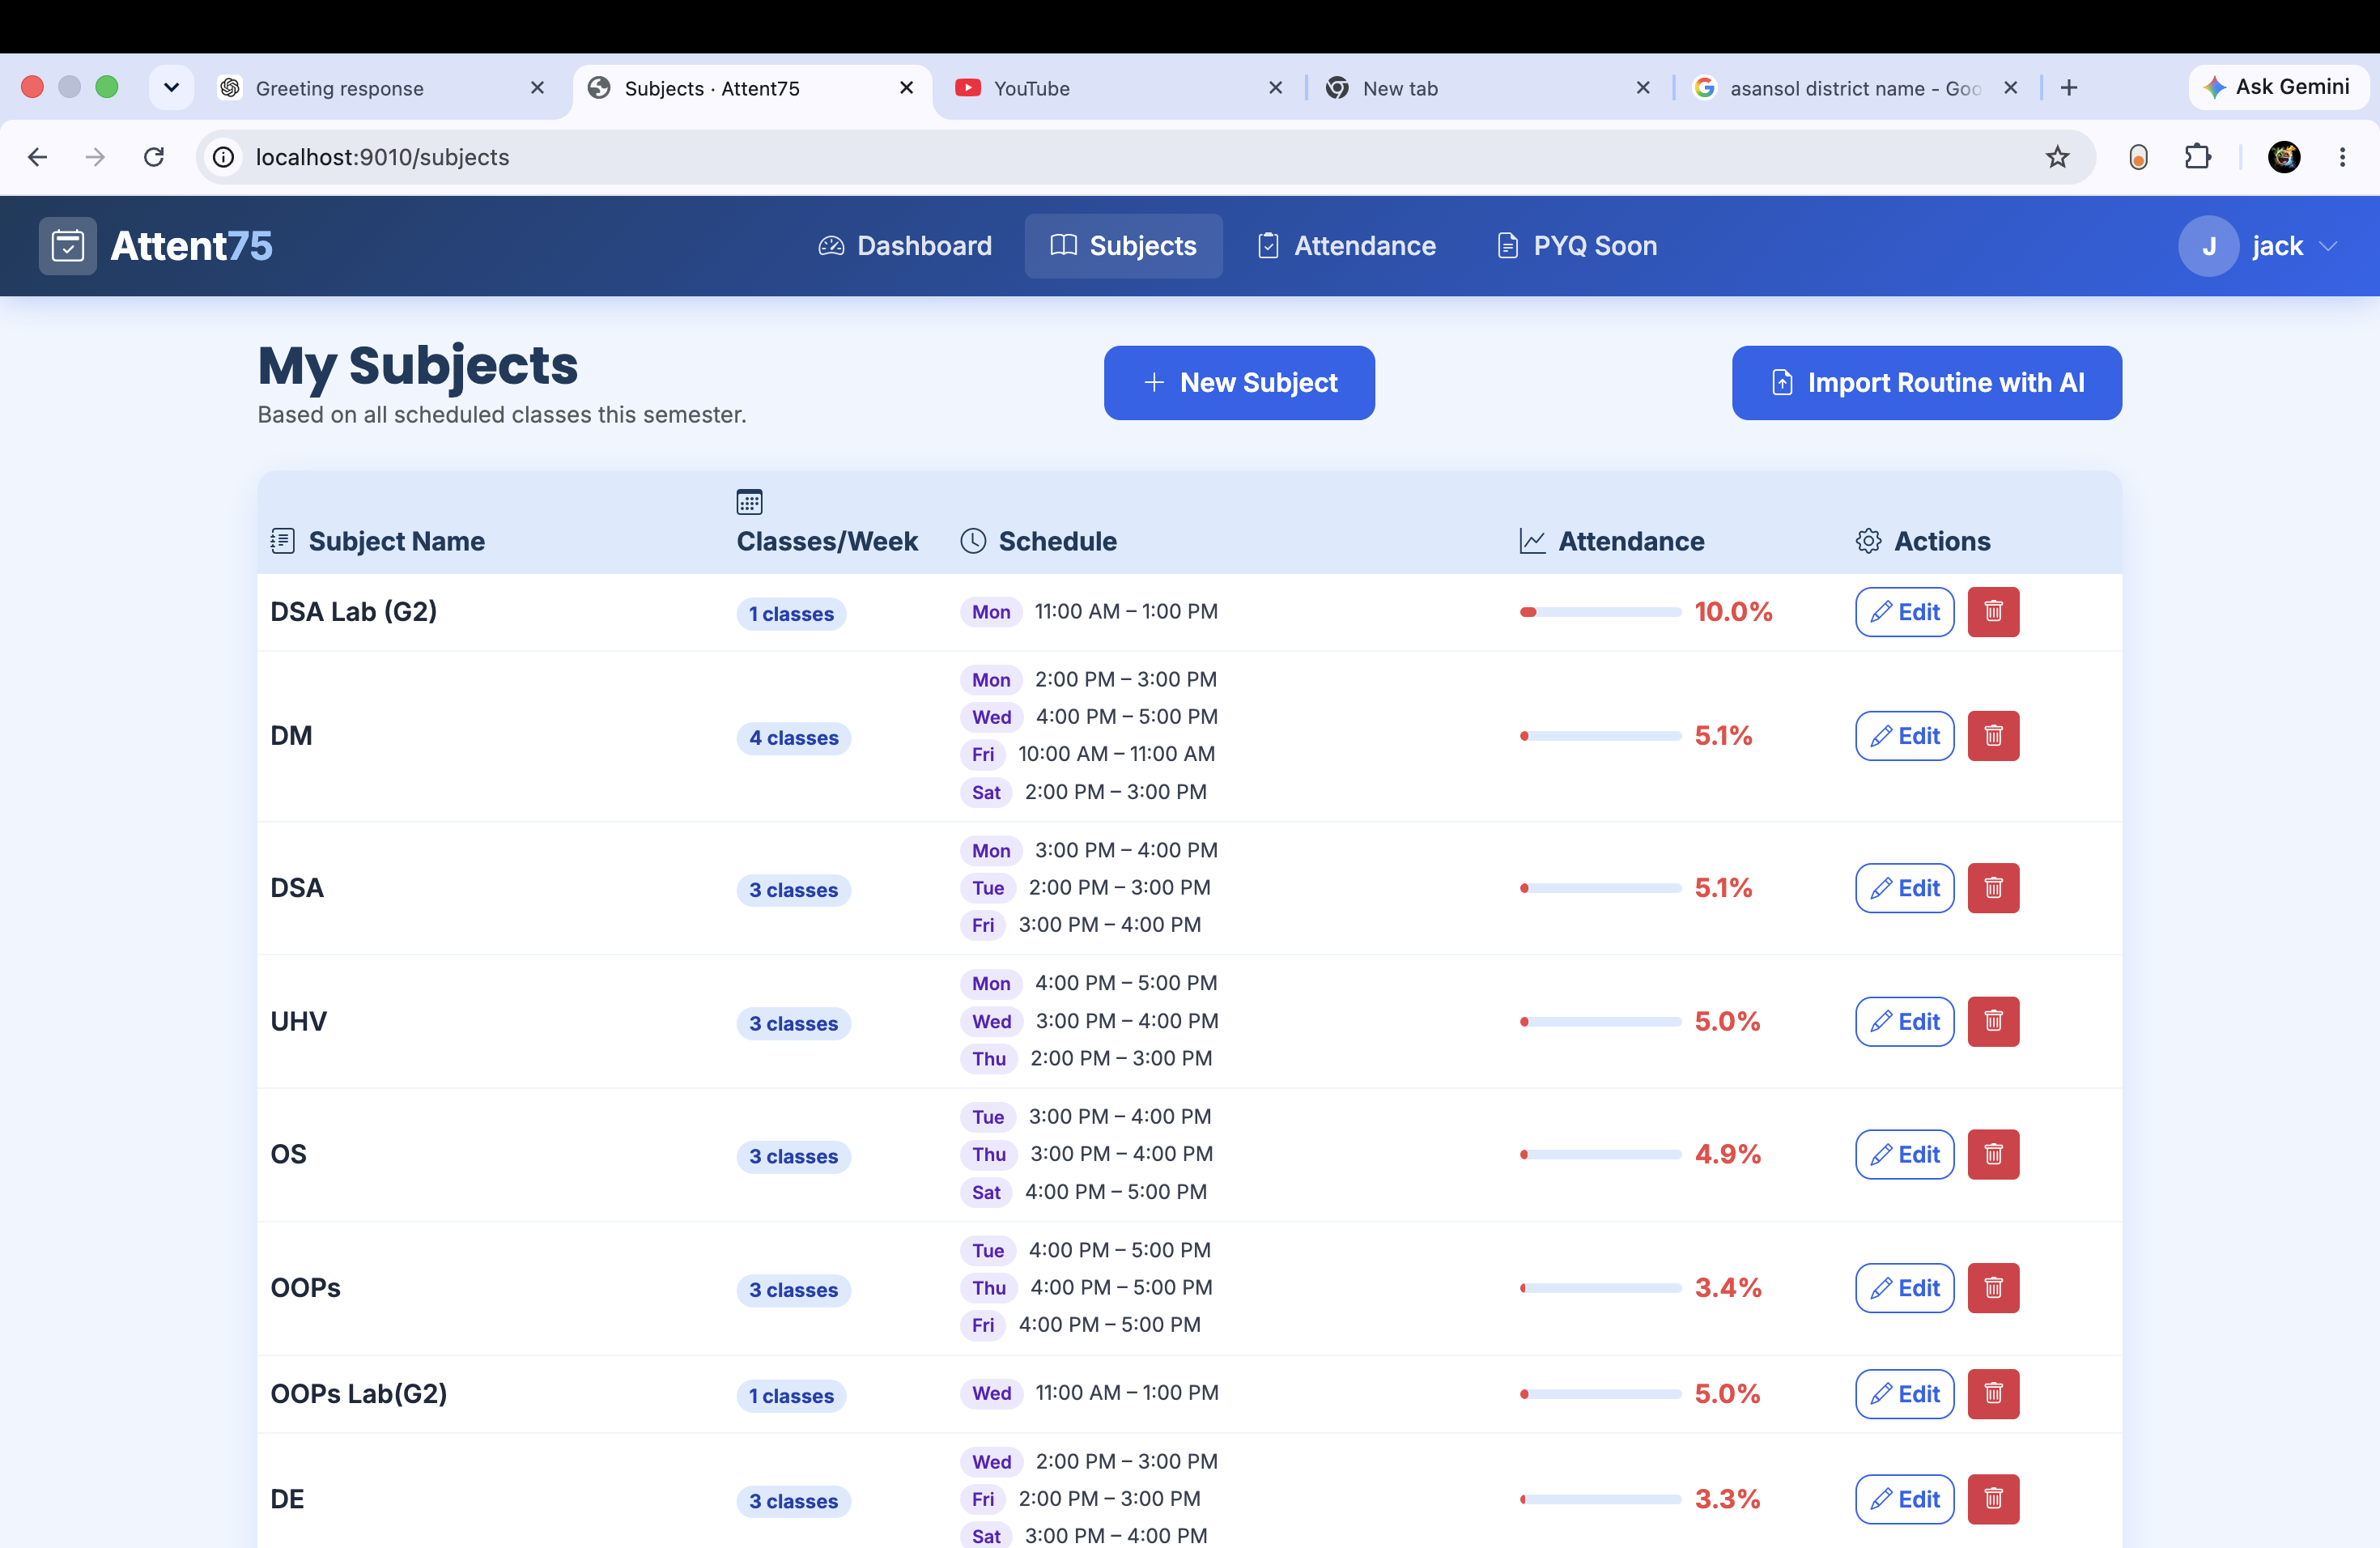 Greeting response
Subjects · Attent75
YouTube
New tab
asansol district name - Goo
Ask Gemini
localhost:9010/subjects
Attent75
Dashboard
Subjects
Attendance
PYQ Soon
J
jack
My Subjects
Based on all scheduled classes this semester.
New Subject
Import Routine with AI
Subject Name
Classes/Week
Schedule
Attendance
Actions
DSA Lab (G2)
1 classes
Mon 11:00 AM – 1:00 PM
10.0%
Edit
DM
4 classes
Mon 2:00 PM – 3:00 PM
Wed 4:00 PM – 5:00 PM
Fri 10:00 AM – 11:00 AM
Sat 2:00 PM – 3:00 PM
5.1%
Edit
DSA
3 classes
Mon 3:00 PM – 4:00 PM
Tue 2:00 PM – 3:00 PM
Fri 3:00 PM – 4:00 PM
5.1%
Edit
UHV
3 classes
Mon 4:00 PM – 5:00 PM
Wed 3:00 PM – 4:00 PM
Thu 2:00 PM – 3:00 PM
5.0%
Edit
OS
3 classes
Tue 3:00 PM – 4:00 PM
Thu 3:00 PM – 4:00 PM
Sat 4:00 PM – 5:00 PM
4.9%
Edit
OOPs
3 classes
Tue 4:00 PM – 5:00 PM
Thu 4:00 PM – 5:00 PM
Fri 4:00 PM – 5:00 PM
3.4%
Edit
OOPs Lab(G2)
1 classes
Wed 11:00 AM – 1:00 PM
5.0%
Edit
DE
3 classes
Wed 2:00 PM – 3:00 PM
Fri 2:00 PM – 3:00 PM
Sat 3:00 PM – 4:00 PM
3.3%
Edit